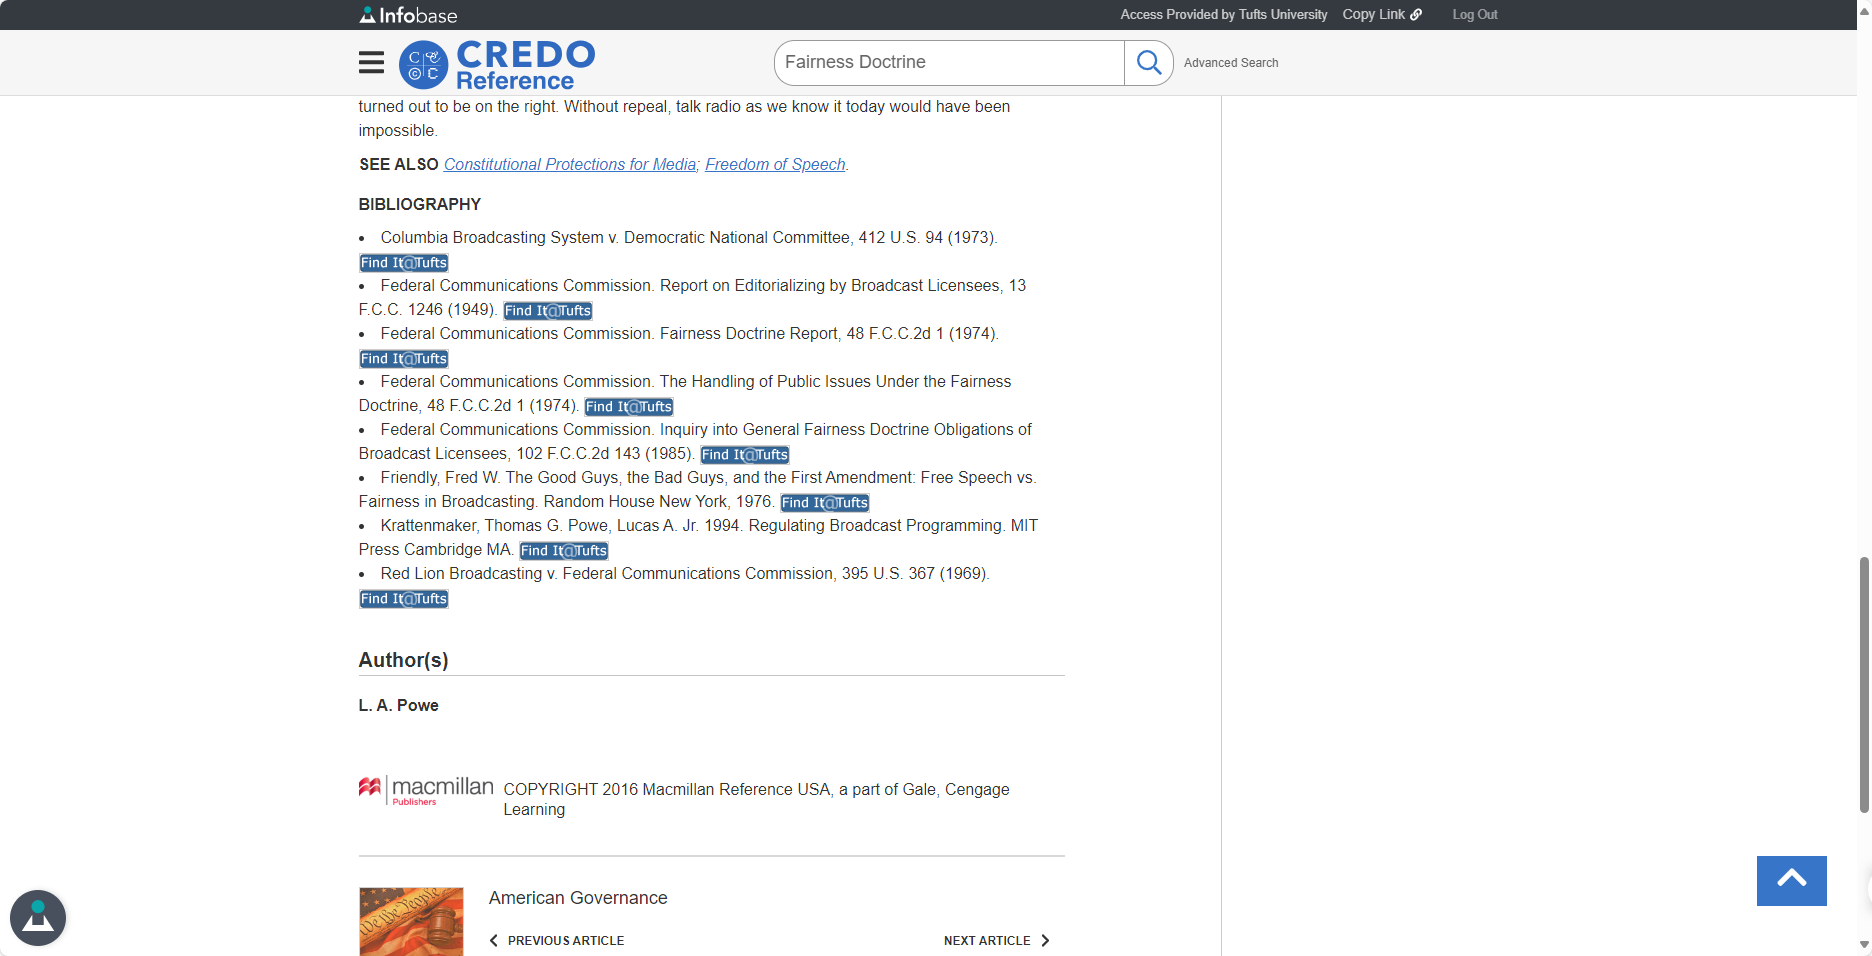 Infobase
Access Provided by Tufts University
Copy Link
Log Out
CREDO
Reference
Fairness Doctrine
Advanced Search
turned out to be on the right. Without repeal, talk radio as we know it today would have been
impossible.
SEE ALSO Constitutional Protections for Media; Freedom of Speech.
BIBLIOGRAPHY
• Columbia Broadcasting System v. Democratic National Committee, 412 U.S. 94 (1973).
Find It@Tufts
• Federal Communications Commission. Report on Editorializing by Broadcast Licensees, 13
F.C.C. 1246 (1949). Find It@Tufts
• Federal Communications Commission. Fairness Doctrine Report, 48 F.C.C.2d 1 (1974).
Find It@Tufts
• Federal Communications Commission. The Handling of Public Issues Under the Fairness
Doctrine, 48 F.C.C.2d 1 (1974). Find It@Tufts
• Federal Communications Commission. Inquiry into General Fairness Doctrine Obligations of
Broadcast Licensees, 102 F.C.C.2d 143 (1985). Find It@Tufts
• Friendly, Fred W. The Good Guys, the Bad Guys, and the First Amendment: Free Speech vs.
Fairness in Broadcasting. Random House New York, 1976. Find It@Tufts
• Krattenmaker, Thomas G. Powe, Lucas A. Jr. 1994. Regulating Broadcast Programming. MIT
Press Cambridge MA. Find It@Tufts
• Red Lion Broadcasting v. Federal Communications Commission, 395 U.S. 367 (1969).
Find It@Tufts
Author(s)
L. A. Powe
macmillan
Publishers
COPYRIGHT 2016 Macmillan Reference USA, a part of Gale, Cengage
Learning
We the People
American Governance
PREVIOUS ARTICLE
NEXT ARTICLE